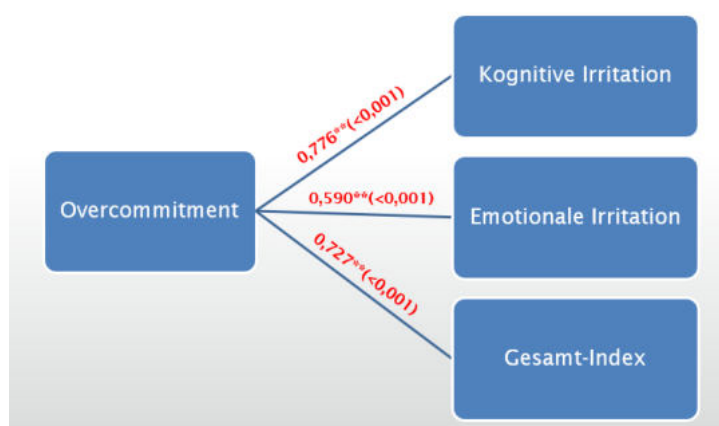 Kognitive Irritation
0,776**(<0,001)
Overcommitment
0,590**(<0,001)
Emotionale Irritation
0,727**(<0,001)
Gesamt-Index